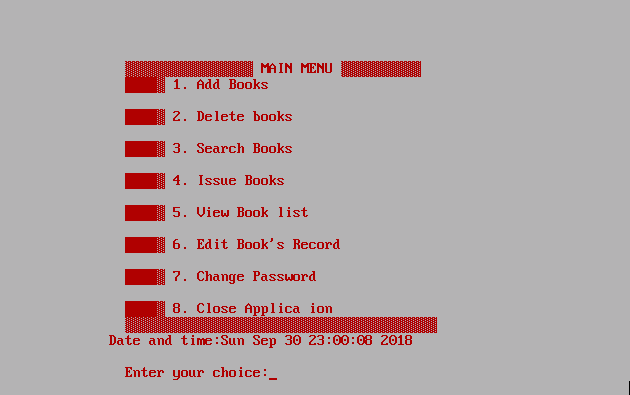 MAIN MENU
1. Add Books
2. Delete books
3. Search Books
4. Issue Books
5. View Book list
6. Edit Book's Record
7. Change Password
8. Close Applica ion
Date and time:Sun Sep 30 23:00:08 2018
Enter your choice:_